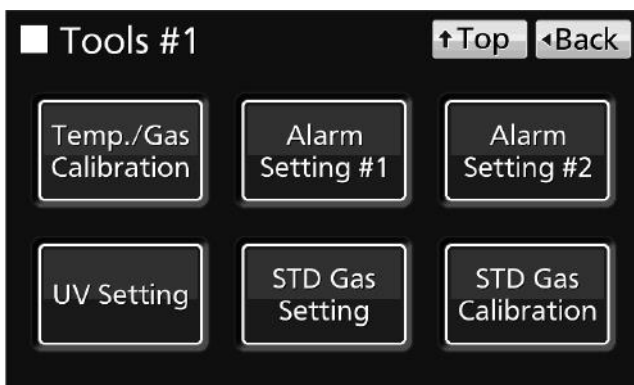 ■ Tools #1
↑Top ◂Back
Temp./Gas
Calibration
Alarm
Setting #1
Alarm
Setting #2
UV Setting
STD Gas
Setting
STD Gas
Calibration